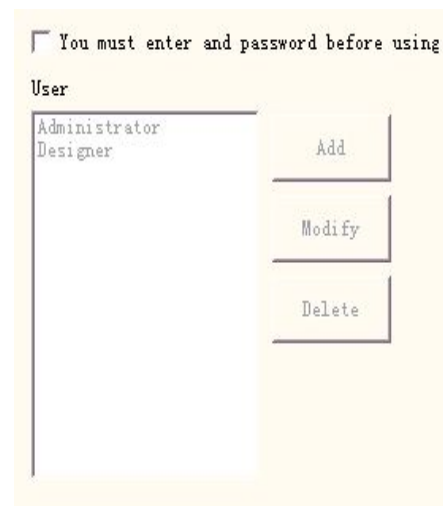 You must enter and password before using
User
Administrator
Designer
Add
Modify
Delete